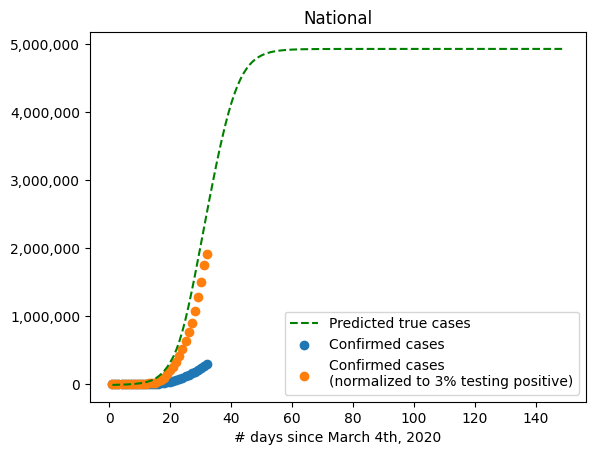 National
5,000,000
4,000,000
3,000,000
2,000,000
1,000,000
0
0 20 40 60 80 100 120 140
# days since March 4th, 2020
Predicted true cases
Confirmed cases
Confirmed cases
(normalized to 3% testing positive)